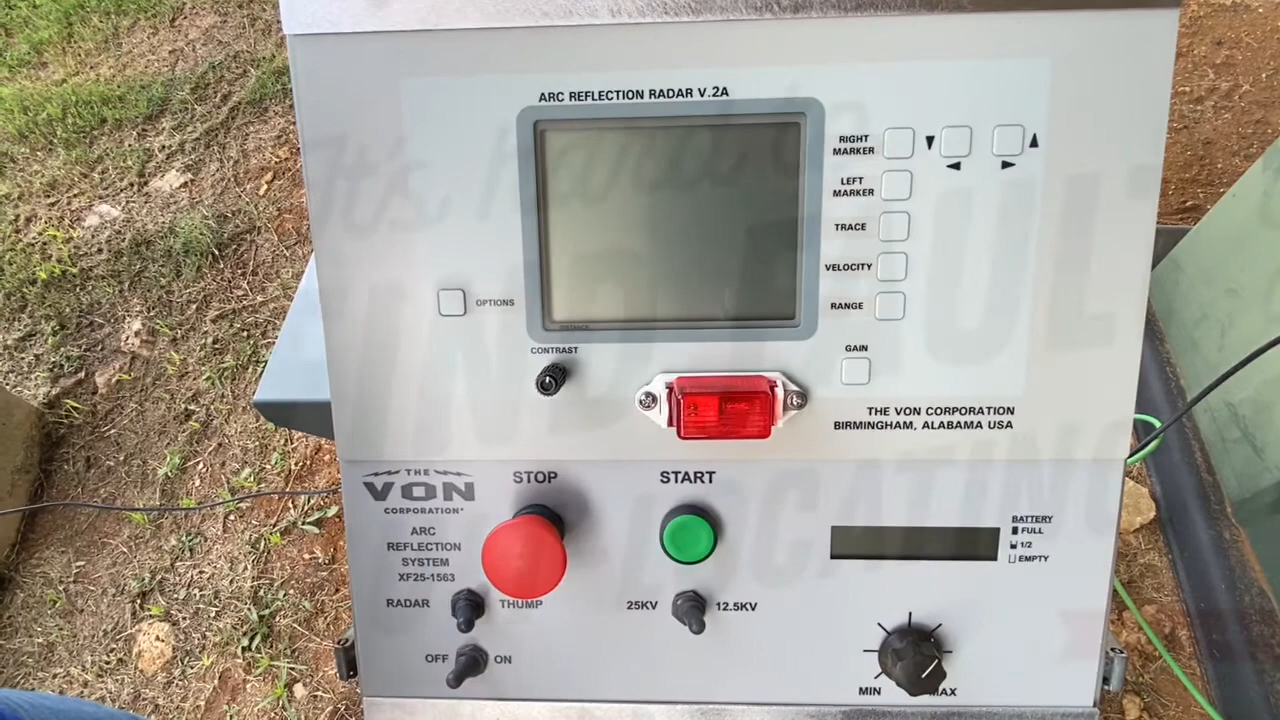 ARC REFLECTION RADAR V.2A
RIGHT
MARKER
LEFT
MARKER
TRACE
VELOCITY
RANGE
OPTIONS
DISTANCE
CONTRAST
GAIN
THE VON CORPORATION
BIRMINGHAM, ALABAMA USA
THE
VON
CORPORATION
STOP
START
ARC
REFLECTION
SYSTEM
XF25-1563
BATTERY
FULL
1/2
EMPTY
RADAR
THUMP
25KV
12.5KV
OFF
ON
MIN
MAX